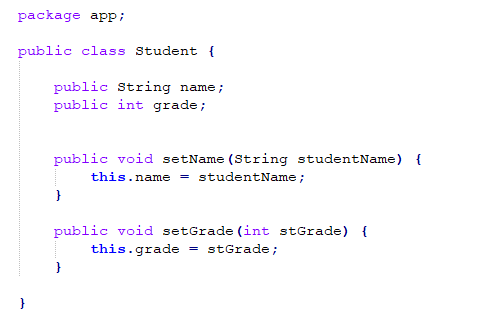 package app;
public class Student {
public String name;
public int grade;
public void setName(String studentName) {
this.name = studentName;
}
public void setGrade(int stGrade) {
this.grade = stGrade;
}
}